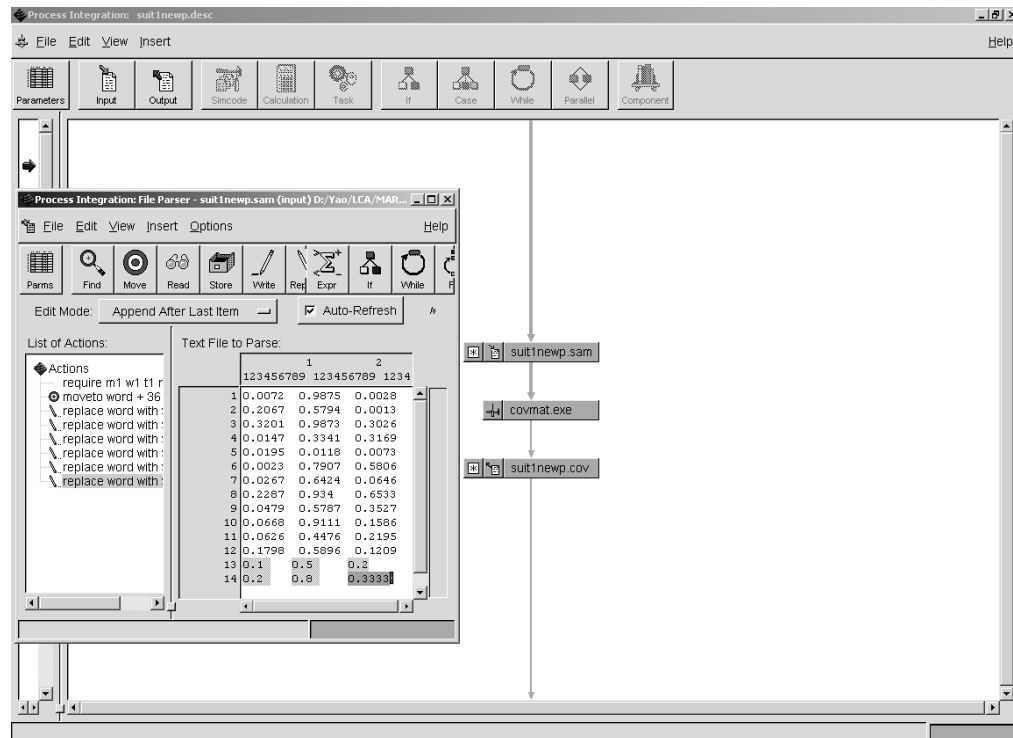 Process Integration: suit1newp.desc
File Edit View Insert Help
Parameters Input Output Simcode Calculation Task If Case While Parallel Component
Process Integration: File Parser - suit1newp.sam (input) D:/Yao/LCA/MAR...
File Edit View Insert Options Help
Parms Find Move Read Store Write Rep Expr If While F
Edit Mode: Append After Last Item Auto-Refresh
List of Actions: Text File to Parse:
Actions
require m1 w1 t1 r
moveto word + 36
replace word with
replace word with
replace word with
replace word with
replace word with
replace word with
1 2
123456789 123456789 1234
1 0.0072 0.9875 0.0028
2 0.2067 0.5794 0.0013
3 0.3201 0.9873 0.3026
4 0.0147 0.3341 0.3169
5 0.0195 0.0118 0.0073
6 0.0023 0.7907 0.5806
7 0.0267 0.6424 0.0646
8 0.2287 0.934 0.6533
9 0.0479 0.5787 0.3527
10 0.0668 0.9111 0.1586
11 0.0626 0.4476 0.2195
12 0.1798 0.5896 0.1209
13 0.1 0.5 0.2
14 0.2 0.8 0.3333
suit1newp.sam
covmat.exe
suit1newp.cov